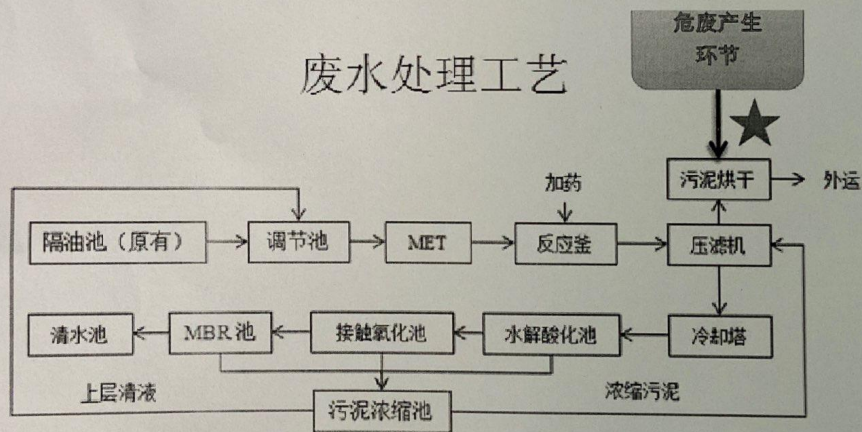 危废产生
环节
废水处理工艺
加药
污泥烘干
外运
隔油池（原有）
调节池
MET
反应釜
压滤机
清水池
MBR池
接触氧化池
水解酸化池
冷却塔
上层清液
浓缩污泥
污泥浓缩池